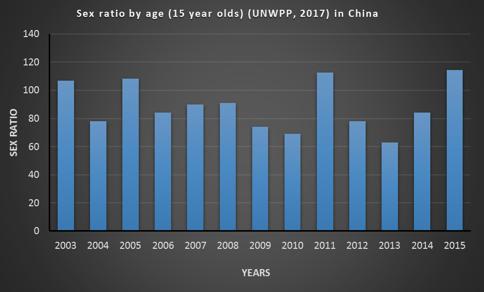 Sex ratio by age (15 year olds) (UNWPP, 2017) in China
140
120
100
80
60
40
20
0
SEX RATIO
2003 2004 2005 2006 2007 2008 2009 2010 2011 2012 2013 2014 2015
YEARS